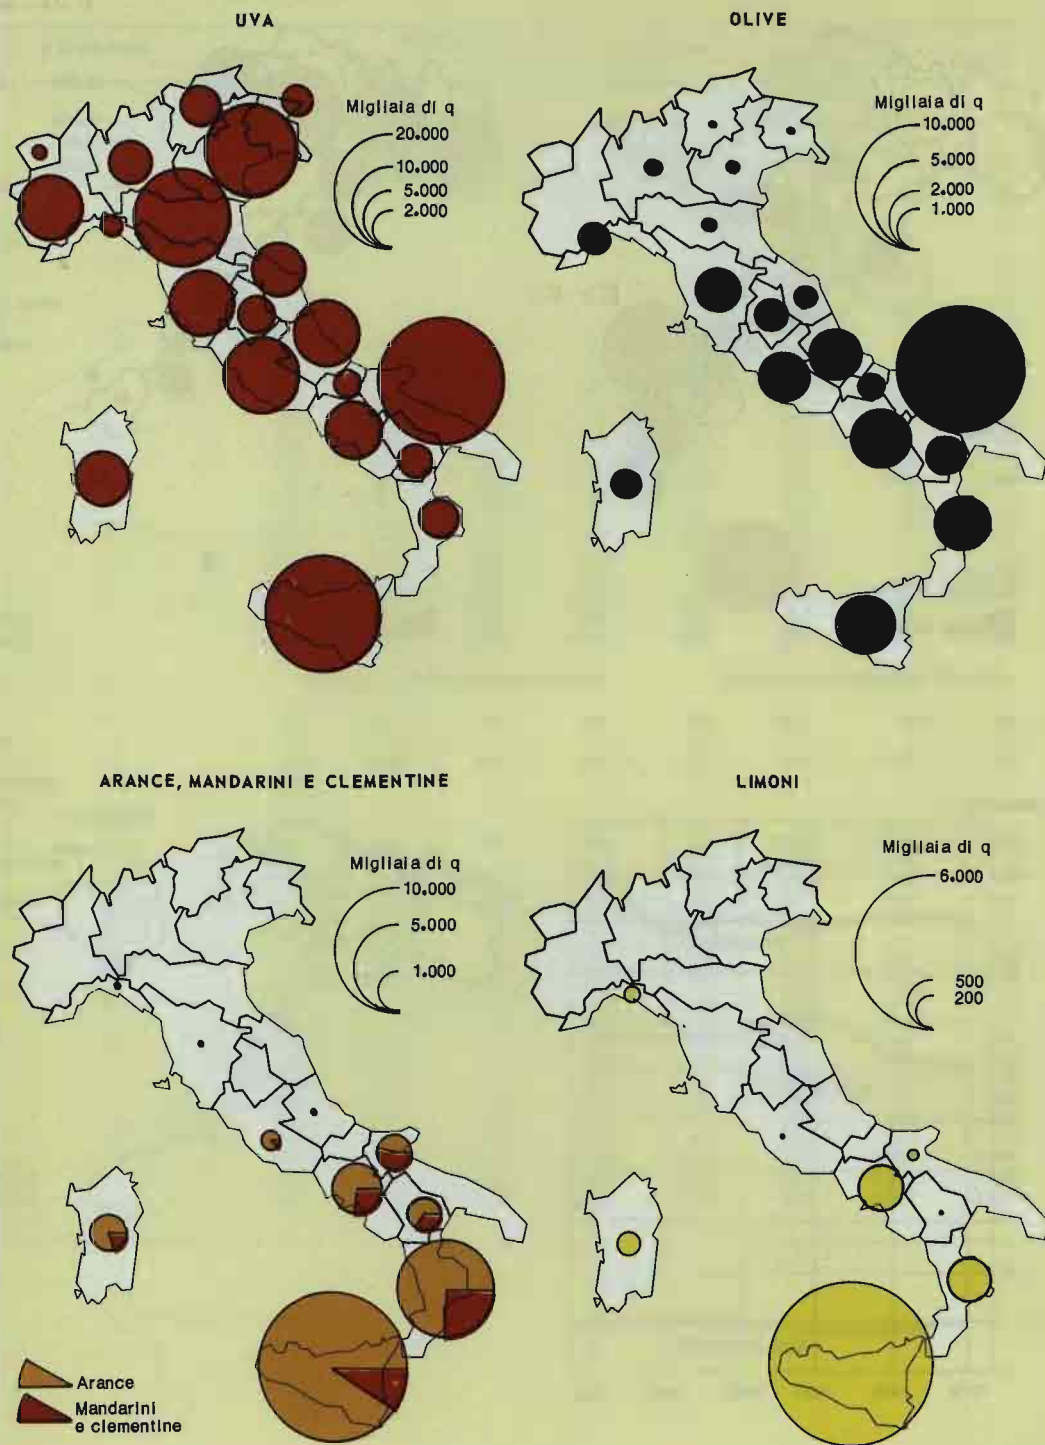 UVA
Migliaia di q
20.000
10.000
5.000
2.000
OLIVE
Migliaia di q
10.000
5.000
2.000
1.000
ARANCE, MANDARINI E CLEMENTINE
Migliaia di q
10.000
5.000
1.000
Arance
Mandarini
e clementine
LIMONI
Migliaia di q
6.000
500
200